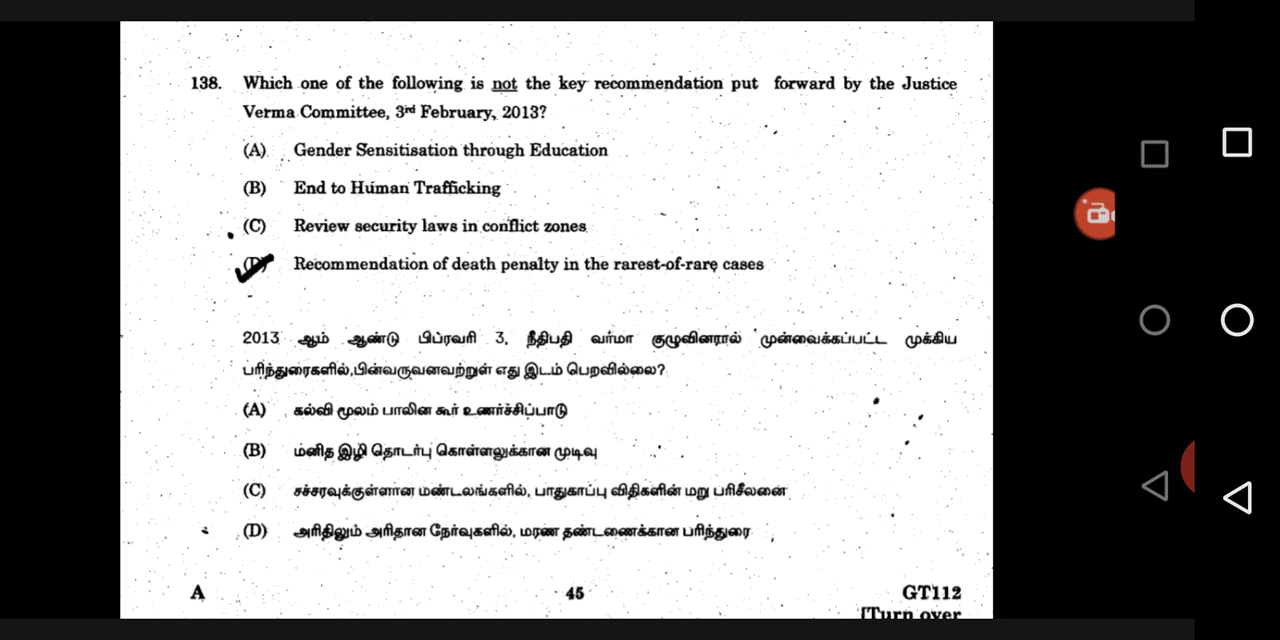 138. Which one of the following is not the key recommendation put forward by the Justice
Verma Committee, 3rd February, 2013?
(A) Gender Sensitisation through Education
(B) End to Human Trafficking
(C) Review security laws in conflict zones
(D) Recommendation of death penalty in the rarest-of-rare cases
2013 ஆம் ஆண்டு பிப்ரவரி 3, நீதிபதி வர்மா குழுவினரால் முன்வைக்கப்பட்ட முக்கிய
பரிந்துரைகளில், பின்வருவனவற்றுள் எது இடம் பெறவில்லை?
(A) கல்வி மூலம் பாலின கூர் உணர்ச்சிப்பாடு
(B) மனித இழி தொடர்பு கொள்ளலுக்கான முடிவு
(C) சச்சரவுக்குள்ளான மண்டலங்களில், பாதுகாப்பு விதிகளின் மறு பரிசீலனை
(D) அரிதிலும் அரிதான நேர்வுகளில், மரண தண்டணைக்கான பரிந்துரை
A 45 GT112
[Turn over